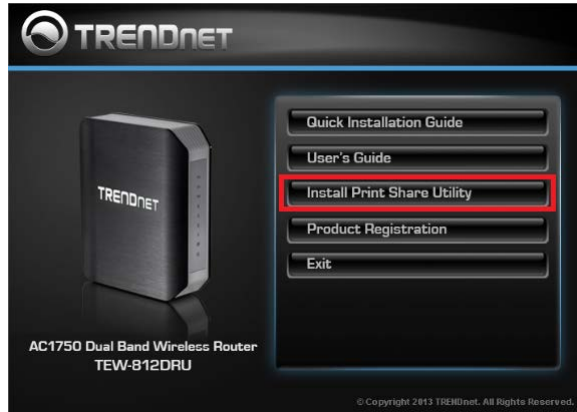 TRENDNET
Quick Installation Guide
User's Guide
TRENDNET
Install Print Share Utility
Product Registration
Exit
AC1750 Dual Band Wireless Router
TEW-812DRU
© Copyright 2013 TRENDnet. All Rights Reserved.